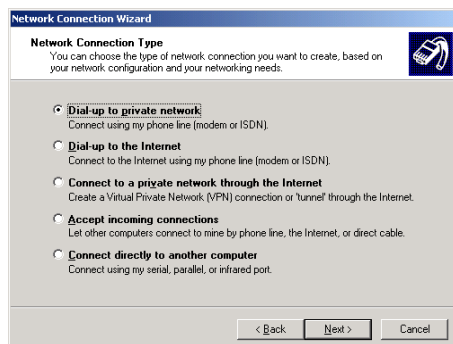 Network Connection Wizard
Network Connection Type
You can choose the type of network connection you want to create, based on
your network configuration and your networking needs.
Dial-up to private network
Connect using my phone line (modem or ISDN).
Dial-up to the Internet
Connect to the Internet using my phone line (modem or ISDN).
Connect to a private network through the Internet
Create a Virtual Private Network (VPN) connection or 'tunnel' through the Internet.
Accept incoming connections
Let other computers connect to mine by phone line, the Internet, or direct cable.
Connect directly to another computer
Connect using my serial, parallel, or infrared port.
< Back Next > Cancel